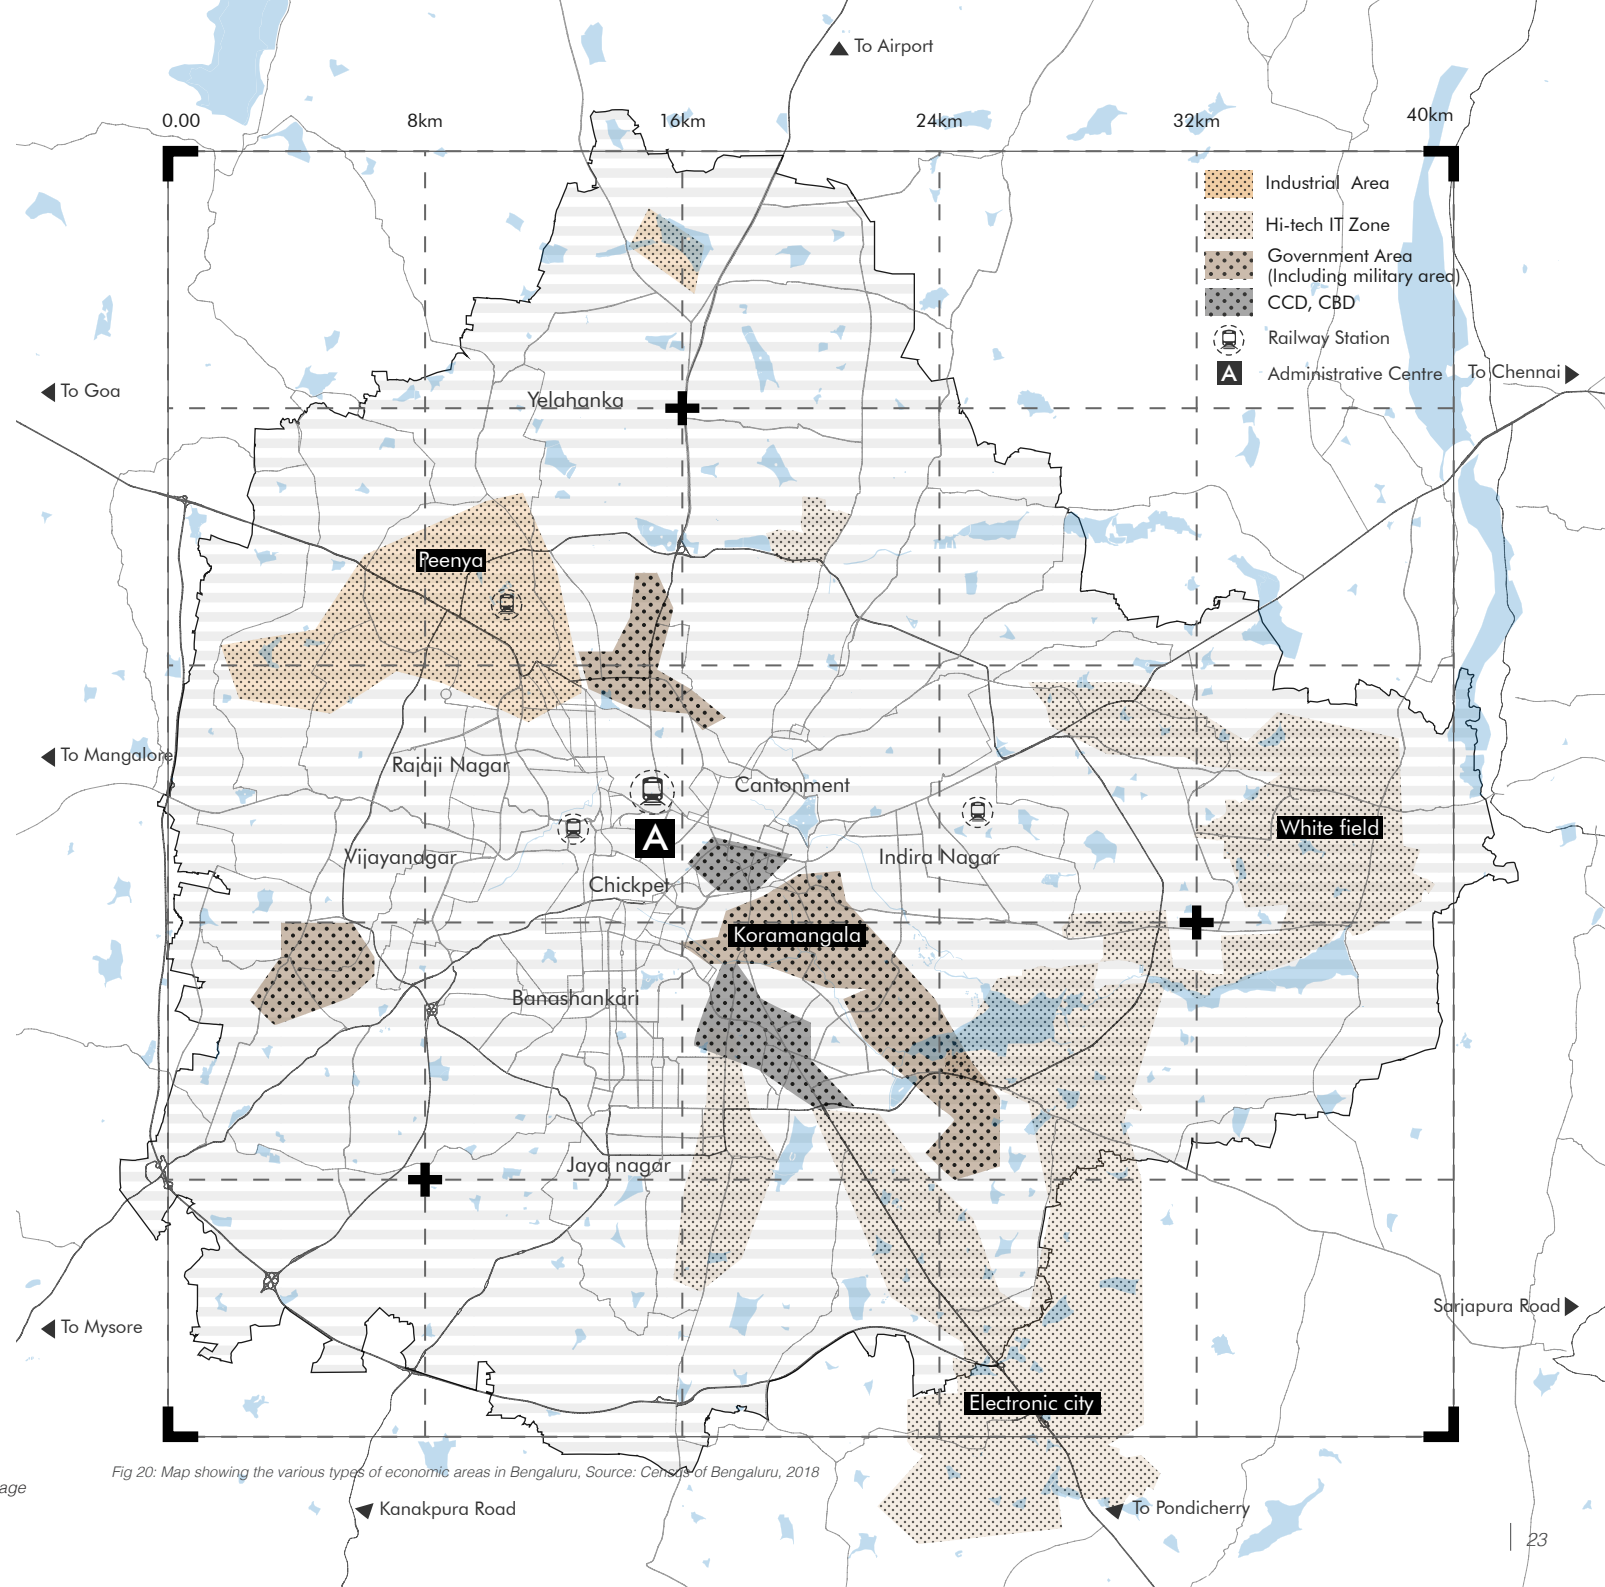 To Airport
0.00
8km
16km
24km
32km
40km
Industrial Area
Hi-tech IT Zone
Government Area
(Including military area)
CCD, CBD
Railway Station
A
Administrative Centre
To Chennai
To Goa
Yelahanka
Peenya
To Mangalore
Rajaji Nagar
Cantonment
A
White field
Vijayanagar
Indira Nagar
Chickpet
Koramangala
Banashankari
Jaya nagar
Sarjapura Road
To Mysore
Electronic city
Fig 20: Map showing the various types of economic areas in Bengaluru, Source: Census of Bengaluru, 2018
age
Kanakpura Road
To Pondicherry
23